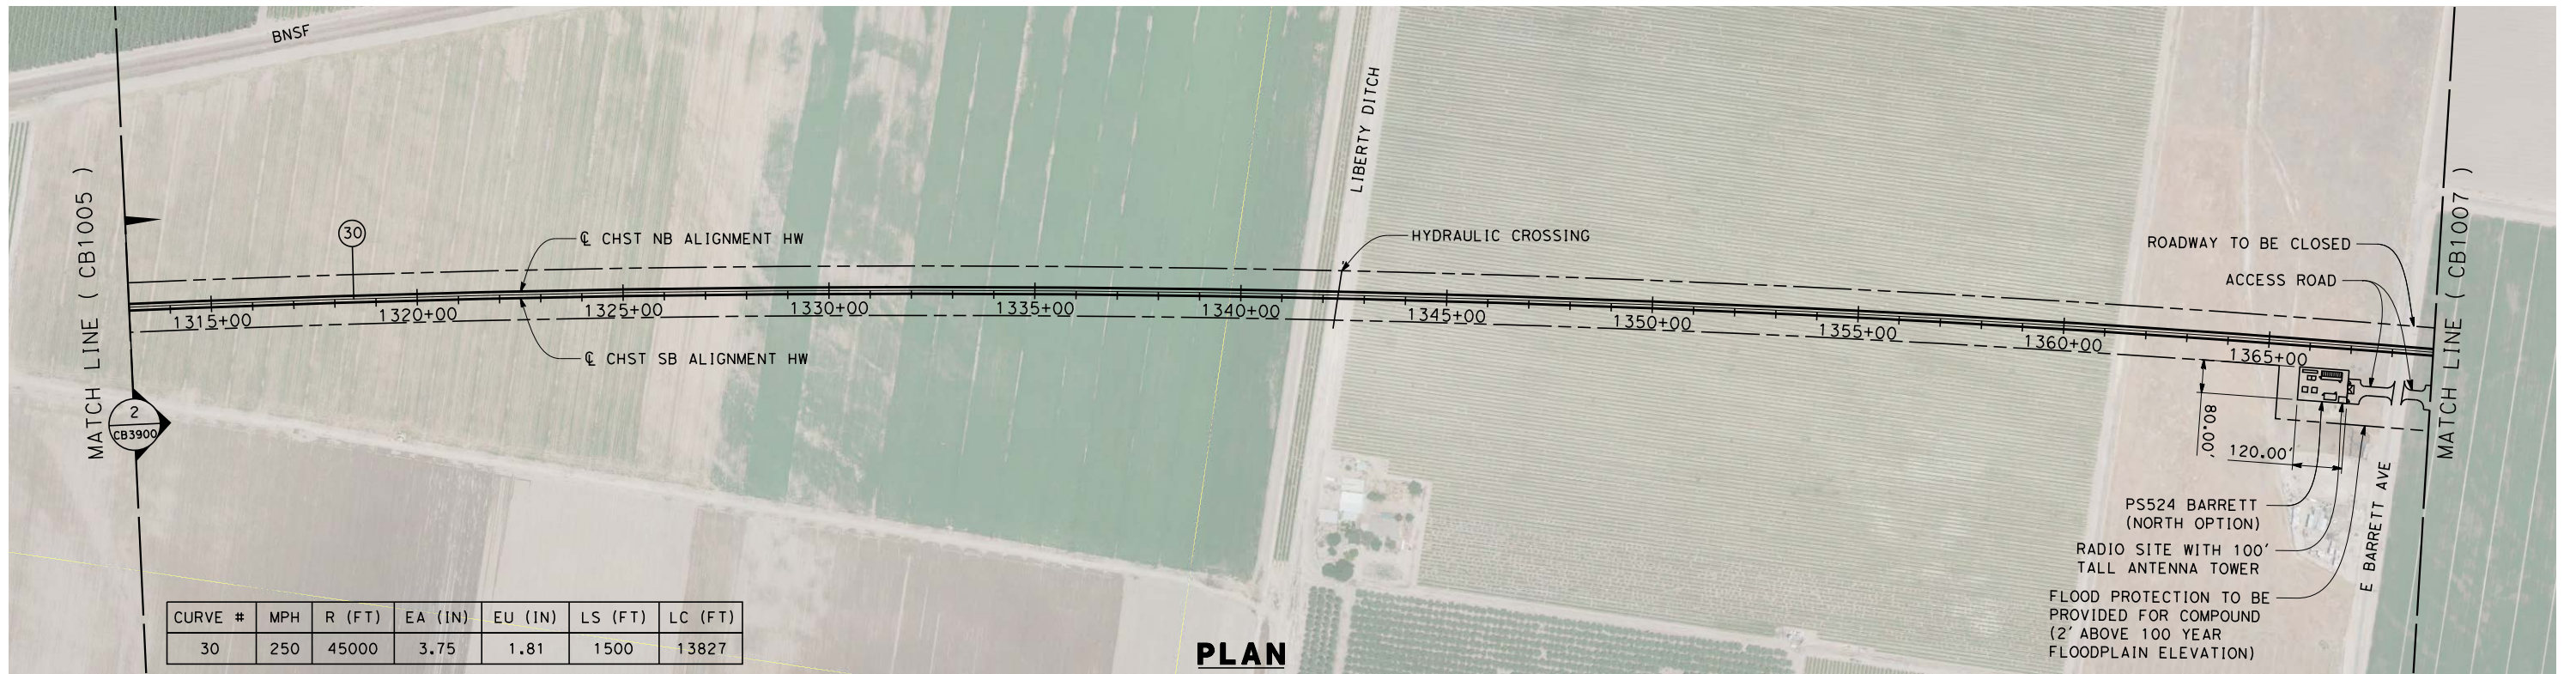 BNSF
LIBERTY DITCH
MATCH LINE ( CB1005 )
30
℄ CHST NB ALIGNMENT HW
HYDRAULIC CROSSING
ROADWAY TO BE CLOSED
ACCESS ROAD
MATCH LINE ( CB1007 )
1315+00
1320+00
1325+00
1330+00
1335+00
1340+00
1345+00
1350+00
1355+00
1360+00
1365+00
℄ CHST SB ALIGNMENT HW
2
CB3900
80.00'
120.00'
PS524 BARRETT
(NORTH OPTION)
RADIO SITE WITH 100'
TALL ANTENNA TOWER
E BARRETT AVE
FLOOD PROTECTION TO BE
PROVIDED FOR COMPOUND
(2' ABOVE 100 YEAR
FLOODPLAIN ELEVATION)
CURVE # MPH R (FT) EA (IN) EU (IN) LS (FT) LC (FT)
30 250 45000 3.75 1.81 1500 13827
PLAN